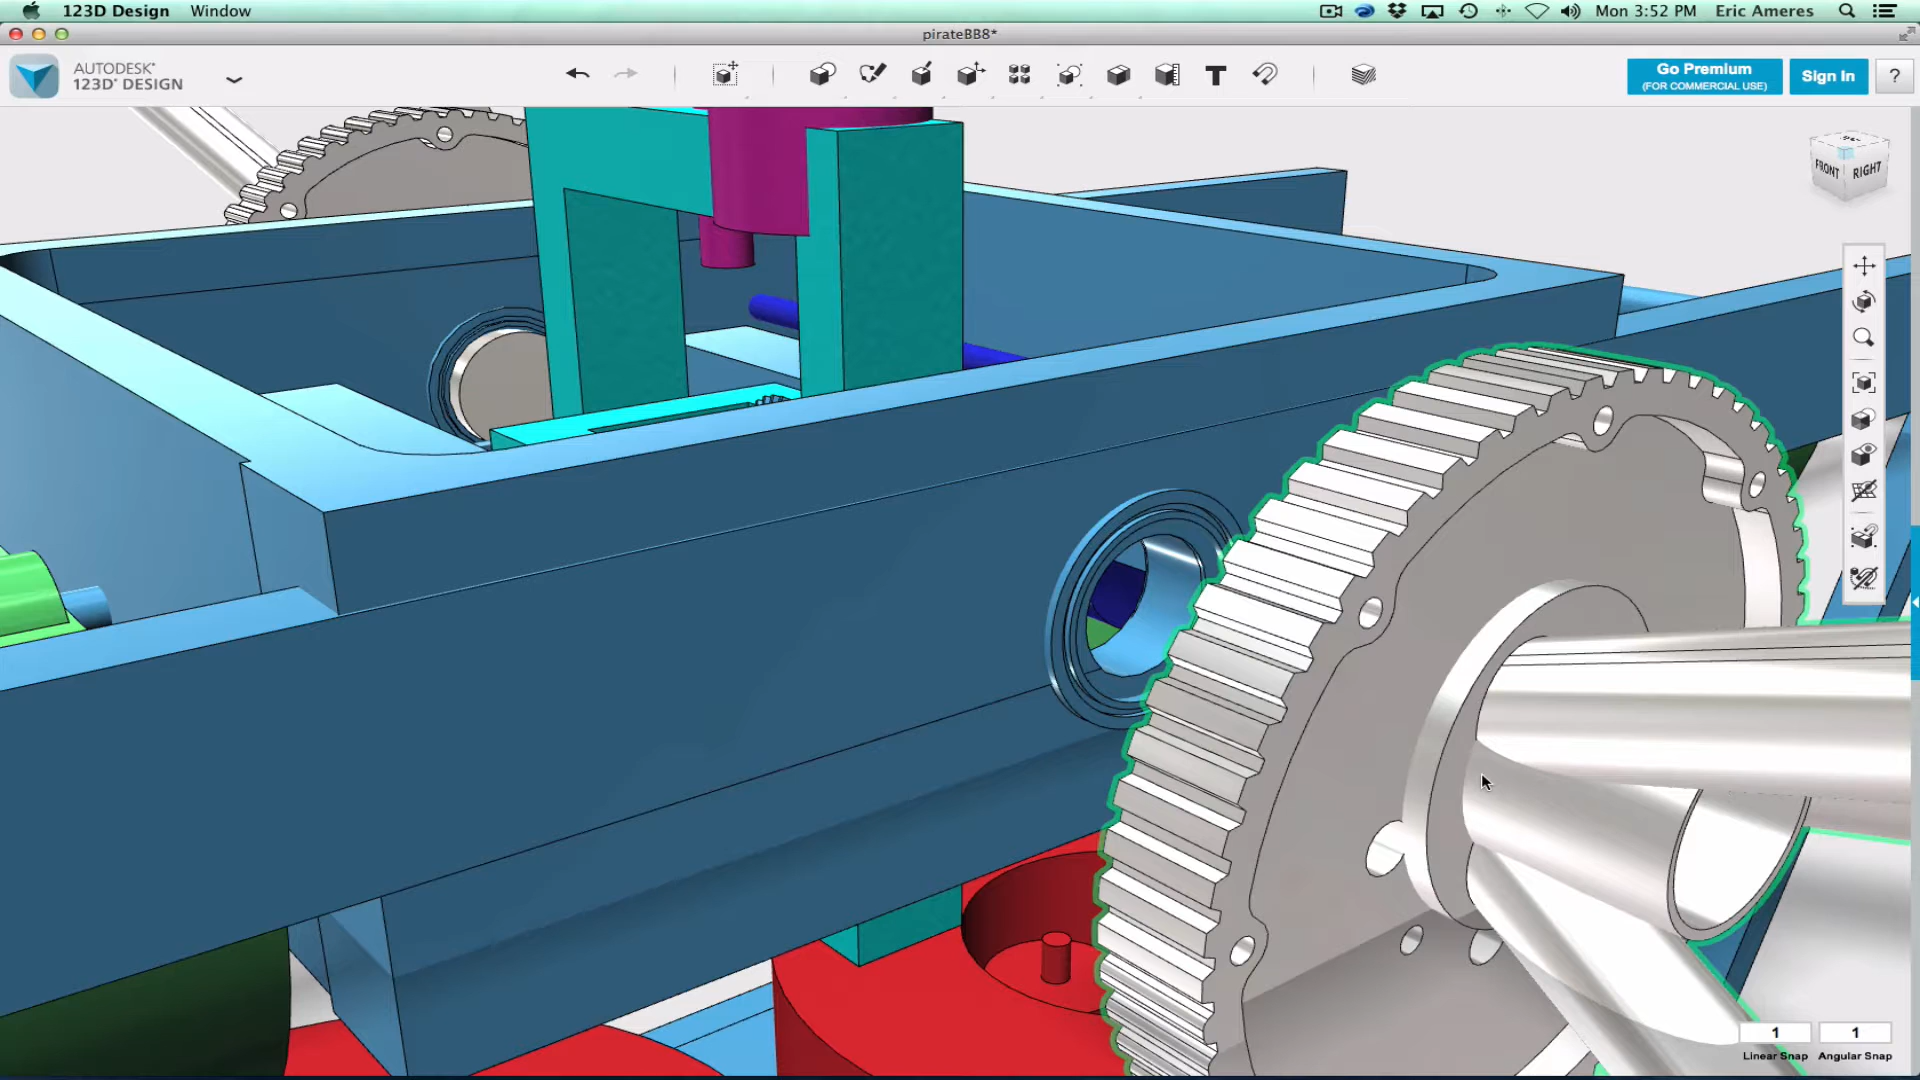 123D Design Window Mon 3:52 PM Eric Ameres
pirateBB8*
AUTODESK®
123D® DESIGN
T
Go Premium
(FOR COMMERCIAL USE)
Sign In
?
FRONT RIGHT
1 1
Linear Snap Angular Snap